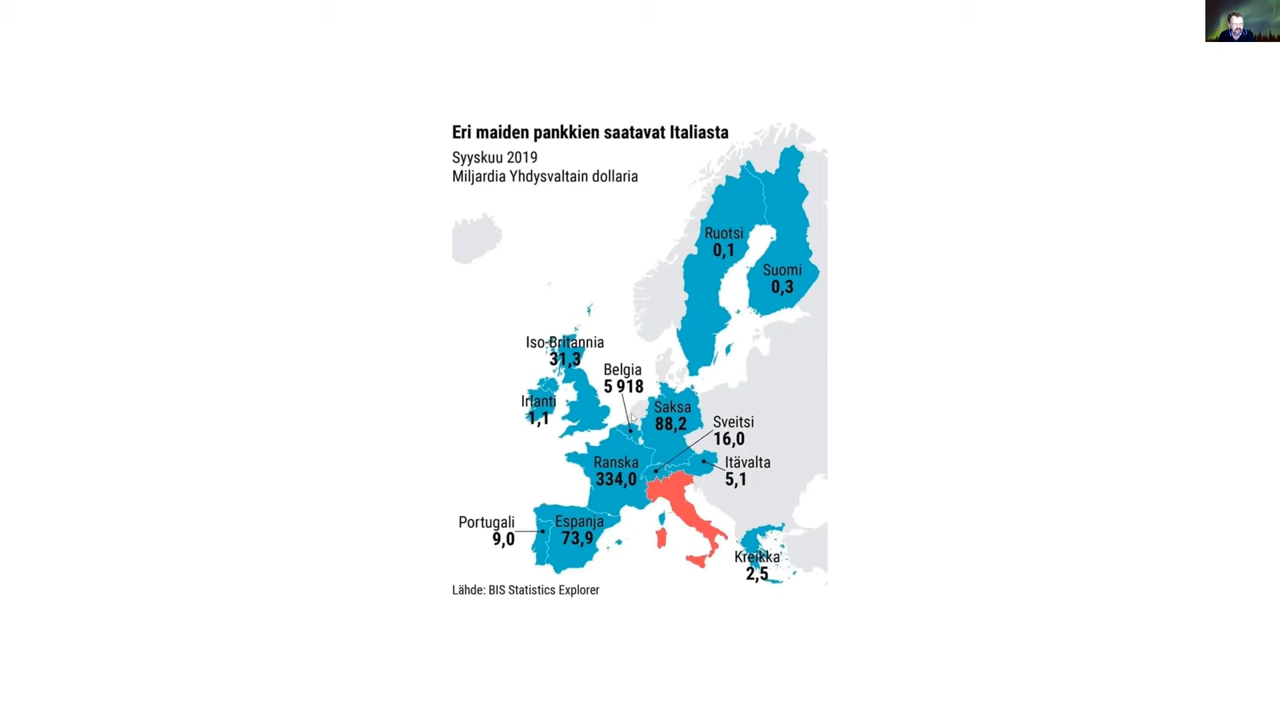 Eri maiden pankkien saatavat Italiasta
Syyskuu 2019
Miljardia Yhdysvaltain dollaria
Ruotsi
0,1
Suomi
0,3
Iso-Britannia
31,3
Belgia
5 918
Irlanti
1,1
Saksa
88,2
Sveitsi
16,0
Ranska
334,0
Itävalta
5,1
Portugali
9,0
Espanja
73,9
Kreikka
2,5
Lähde: BIS Statistics Explorer